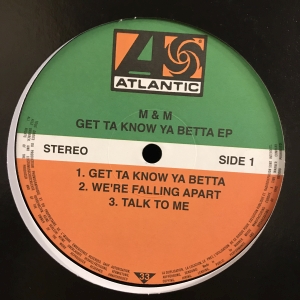 ATLANTIC
M & M
GET TA KNOW YA BETTA EP
STEREO
SIDE 1
1. GET TA KNOW YA BETTA
2. WE'RE FALLING APART
3. TALK TO ME
33